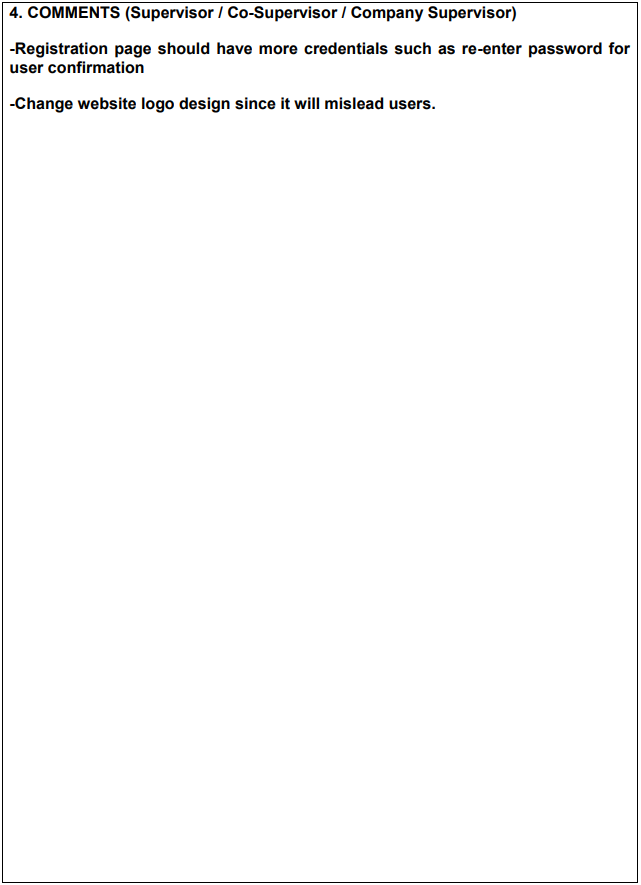 4. COMMENTS (Supervisor / Co-Supervisor / Company Supervisor)
-Registration page should have more credentials such as re-enter password for
user confirmation
-Change website logo design since it will mislead users.